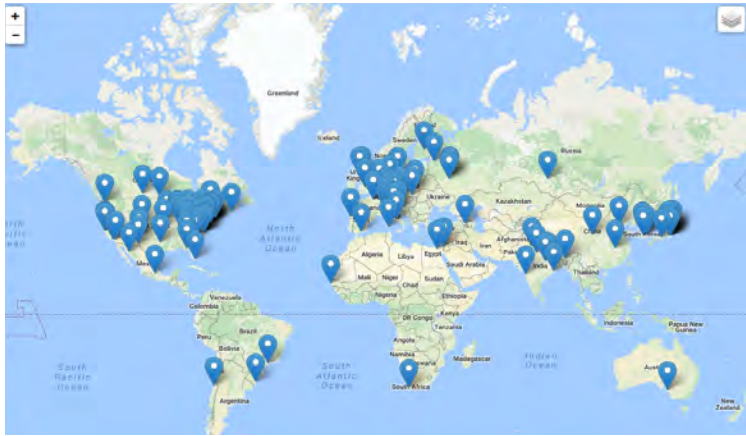 +
−
Greenland
Iceland
Sweden
Russia
Ukraine
Kazakhstan
Mongolia
China
South Korea
North
Atlantic
Ocean
Algeria
Libya
Egypt
Iraq
Iran
Afghanistan
Saudi Arabia
India
Thailand
Mexico
Mali
Niger
Chad
Sudan
Nigeria
Ethiopia
Venezuela
Colombia
DR Congo
Kenya
Tanzania
Indonesia
Papua New
Guinea
Peru
Brazil
Bolivia
Angola
Namibia
Madagascar
South
Pacific
Ocean
South
Atlantic
Ocean
Indian
Ocean
South Africa
Argentina
New
Zealand